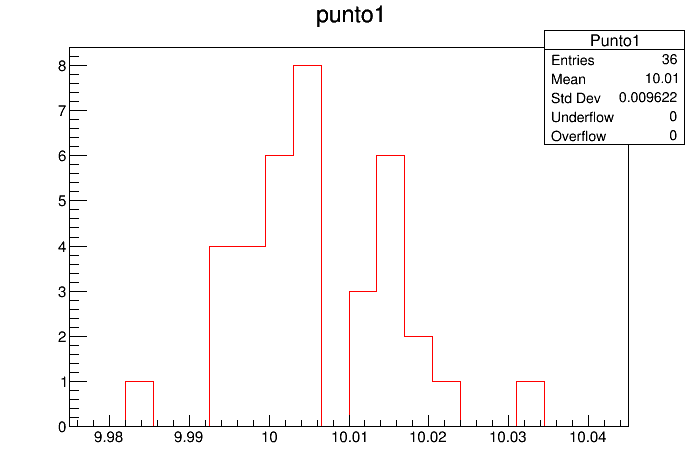 punto1
Punto1
Entries 36
Mean 10.01
Std Dev 0.009622
Underflow 0
Overflow 0
8
7
6
5
4
3
2
1
0
9.98 9.99 10 10.01 10.02 10.03 10.04